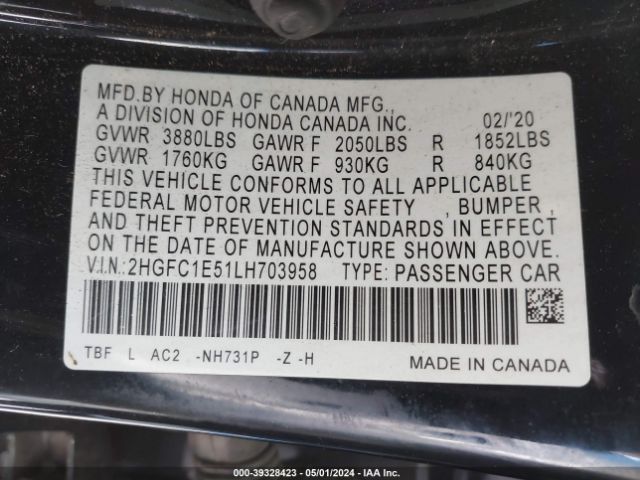 MFD.BY HONDA OF CANADA MFG.,
A DIVISION OF HONDA CANADA INC. 02/'20
GVWR 3880LBS GAWR F 2050LBS R 1852LBS
GVWR 1760KG GAWR F 930KG R 840KG
THIS VEHICLE CONFORMS TO ALL APPLICABLE
FEDERAL MOTOR VEHICLE SAFETY , BUMPER ,
AND THEFT PREVENTION STANDARDS IN EFFECT
ON THE DATE OF MANUFACTURE SHOWN ABOVE.
V.I.N.: 2HGFC1E51LH703958 TYPE: PASSENGER CAR
TBF L AC2 -NH731P -Z -H MADE IN CANADA
000-39328423 — 05/01/2024 — IAA Inc.